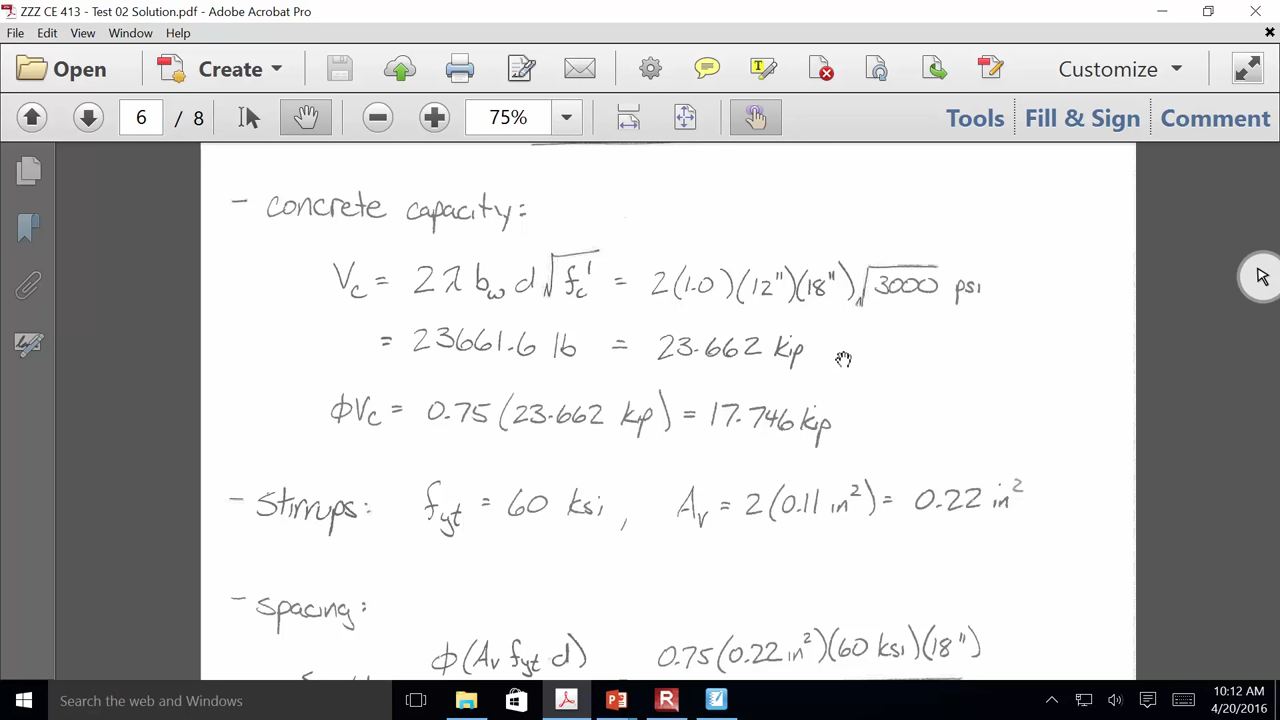 ZZZ CE 413 - Test 02 Solution.pdf - Adobe Acrobat Pro
File Edit View Window Help
Open Create Customize
6 / 8 75% Tools Fill & Sign Comment
- concrete capacity:
Vc = 2λ bw d √fc' = 2(1.0)(12")(18")√3000 psi
= 23661.6 lb = 23.662 kip
ϕVc = 0.75(23.662 kip) = 17.746 kip
- stirrups: fyt = 60 ksi, Av = 2(0.11 in²) = 0.22 in²
- spacing:
ϕ(Av fyt d) 0.75(0.22 in²)(60 ksi)(18")
Search the web and Windows
10:12 AM
4/20/2016